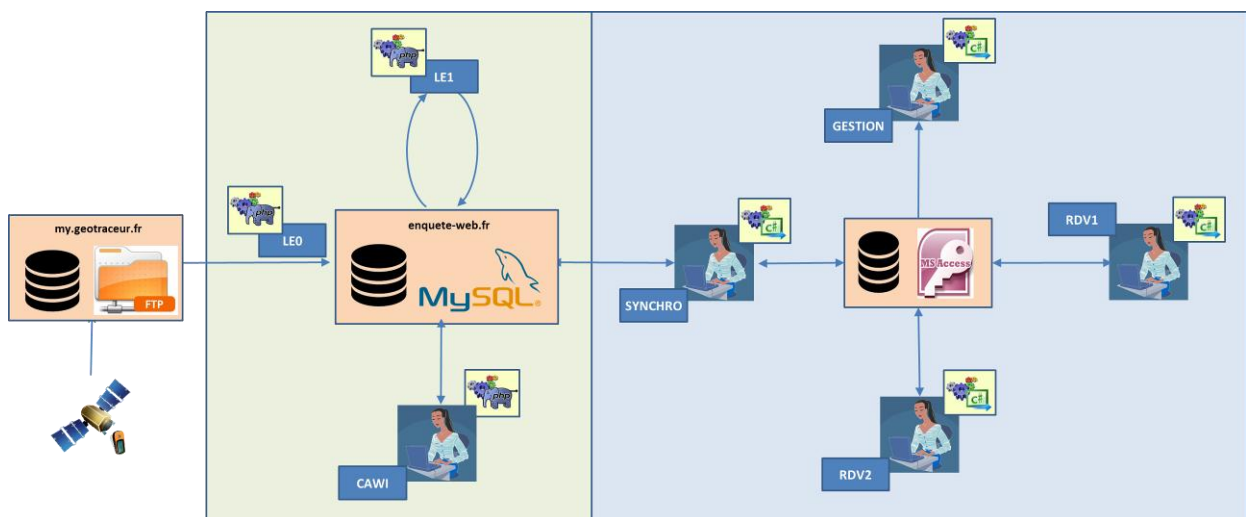 php
LE1
C#
GESTION
my.geotraceur.fr
FTP
php
LE0
enquete-web.fr
MySQL®
C#
SYNCHRO
MS Access
RDV1
C#
php
CAWI
C#
RDV2